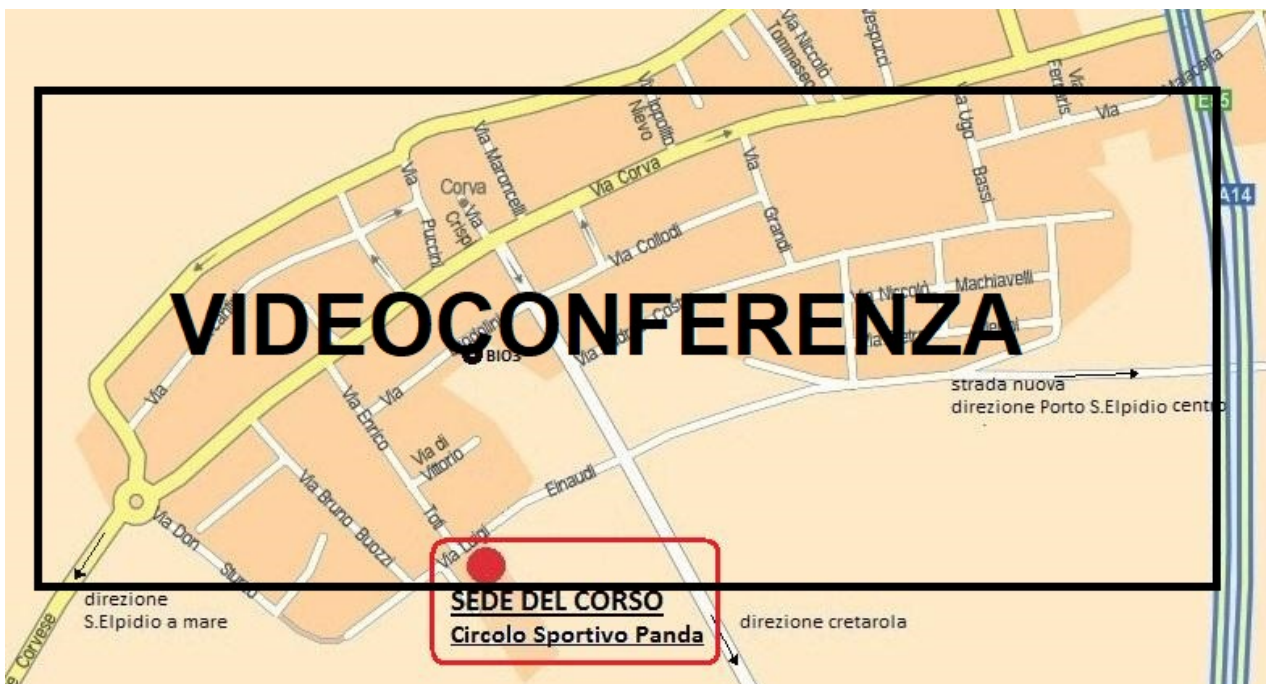 Via Niccolò
Tommaseo
Vespucci
Via Ippolito
Nievo
Via Ugo
Bassi
Via
Ferraris
Via Malagana
E55
A14
Via Maroncelli
Via Corva
Corva
Via
Crispi
Via
Puccini
Via
Grandi
Via Collodi
Via Niccolò
Machiavelli
VIDEOCONFERENZA
BIO3
Via
Via
strada nuova
direzione Porto S.Elpidio centro
Via Enrico
Toti
Via di
Vittorio
Via Bruno Buozzi
Via Luigi
Einaudi
Via Don
Sturzo
direzione
S.Elpidio a mare
Corvese
SEDE DEL CORSO
Circolo Sportivo Panda
direzione cretarola